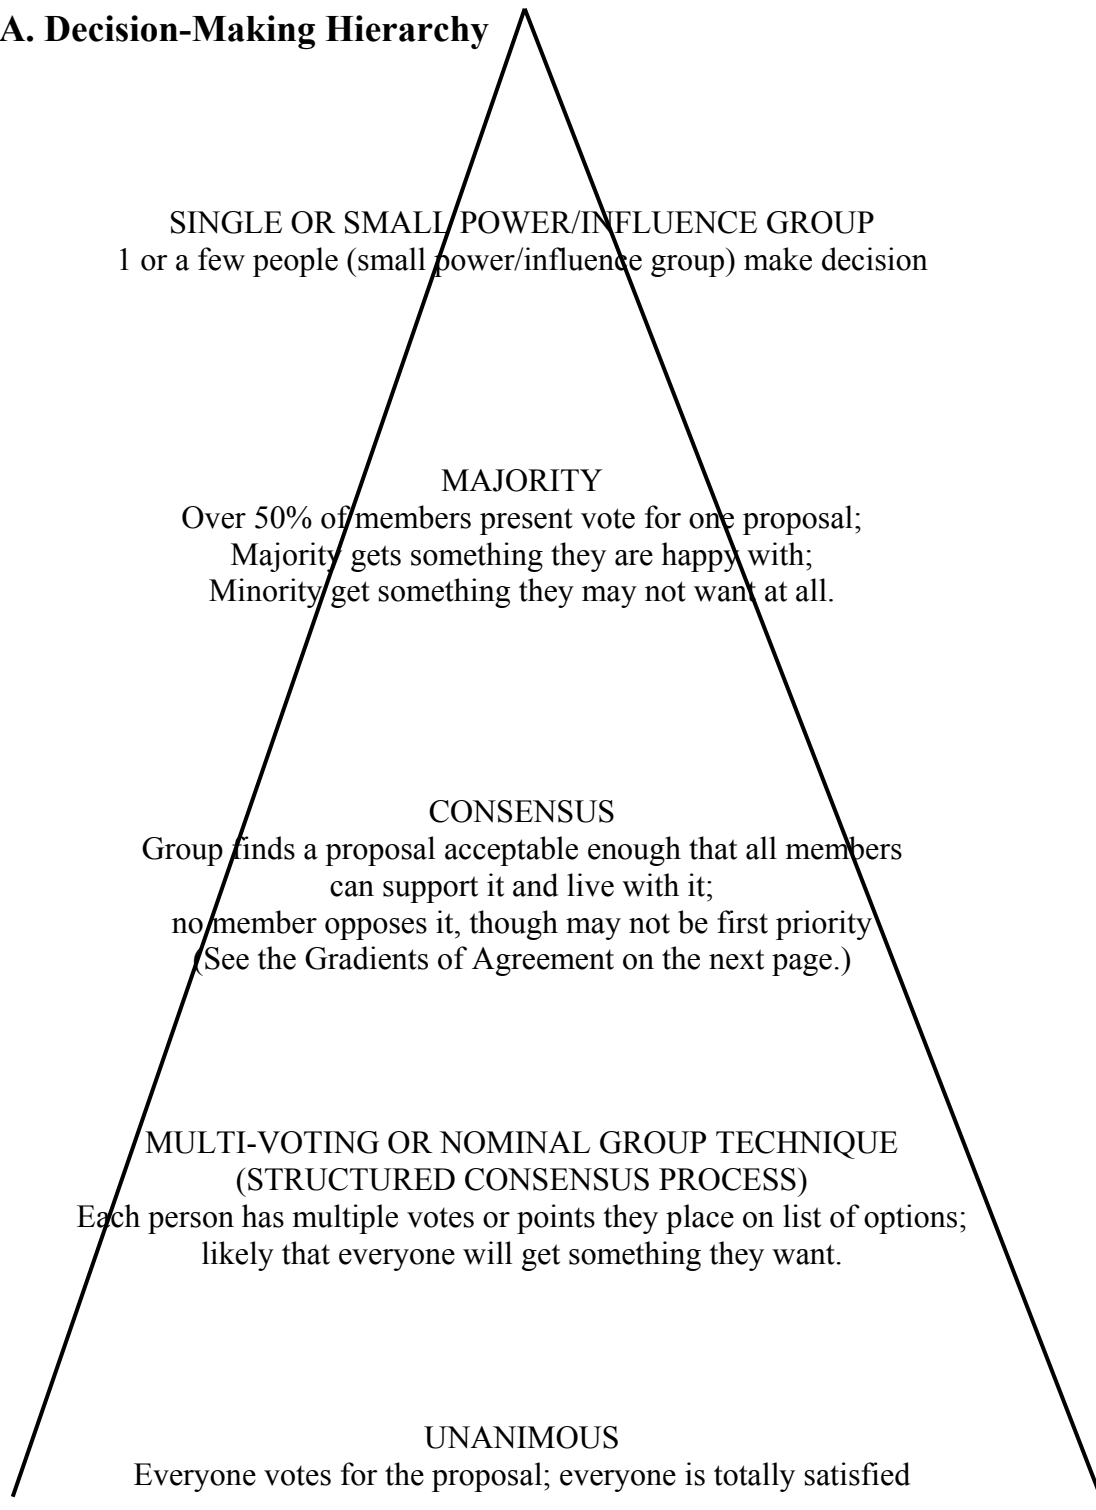 A. Decision-Making Hierarchy
SINGLE OR SMALL POWER/INFLUENCE GROUP
1 or a few people (small power/influence group) make decision
MAJORITY
Over 50% of members present vote for one proposal;
Majority gets something they are happy with;
Minority get something they may not want at all.
CONSENSUS
Group finds a proposal acceptable enough that all members
can support it and live with it;
no member opposes it, though may not be first priority
(See the Gradients of Agreement on the next page.)
MULTI-VOTING OR NOMINAL GROUP TECHNIQUE
(STRUCTURED CONSENSUS PROCESS)
Each person has multiple votes or points they place on list of options;
likely that everyone will get something they want.
UNANIMOUS
Everyone votes for the proposal; everyone is totally satisfied